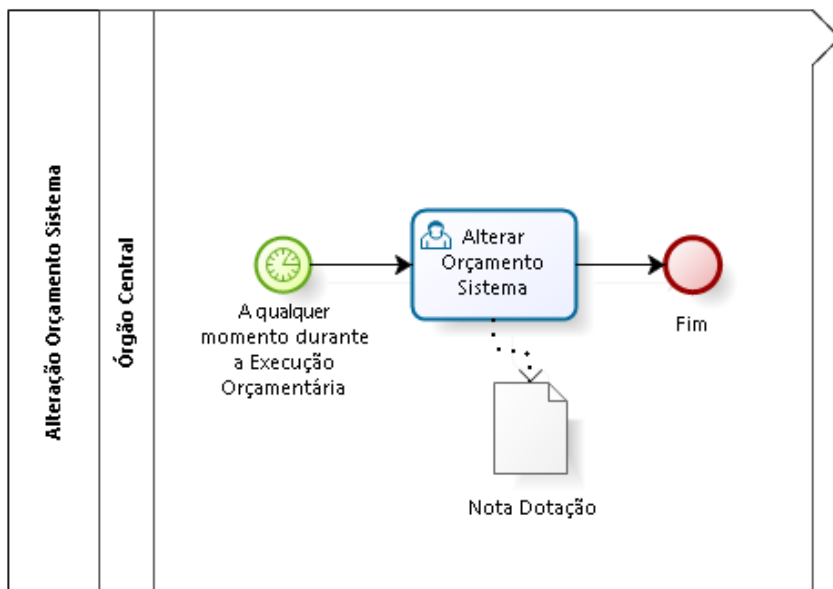 Alteração Orçamento Sistema
Órgão Central
A qualquer
momento durante
a Execução
Orçamentária
Alterar
Orçamento
Sistema
Fim
Nota Dotação